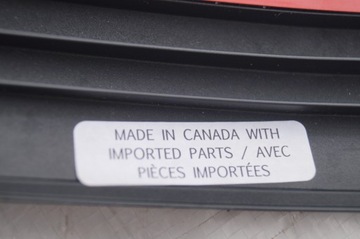 MADE IN CANADA WITH
IMPORTED PARTS / AVEC
PIÈCES IMPORTÉES